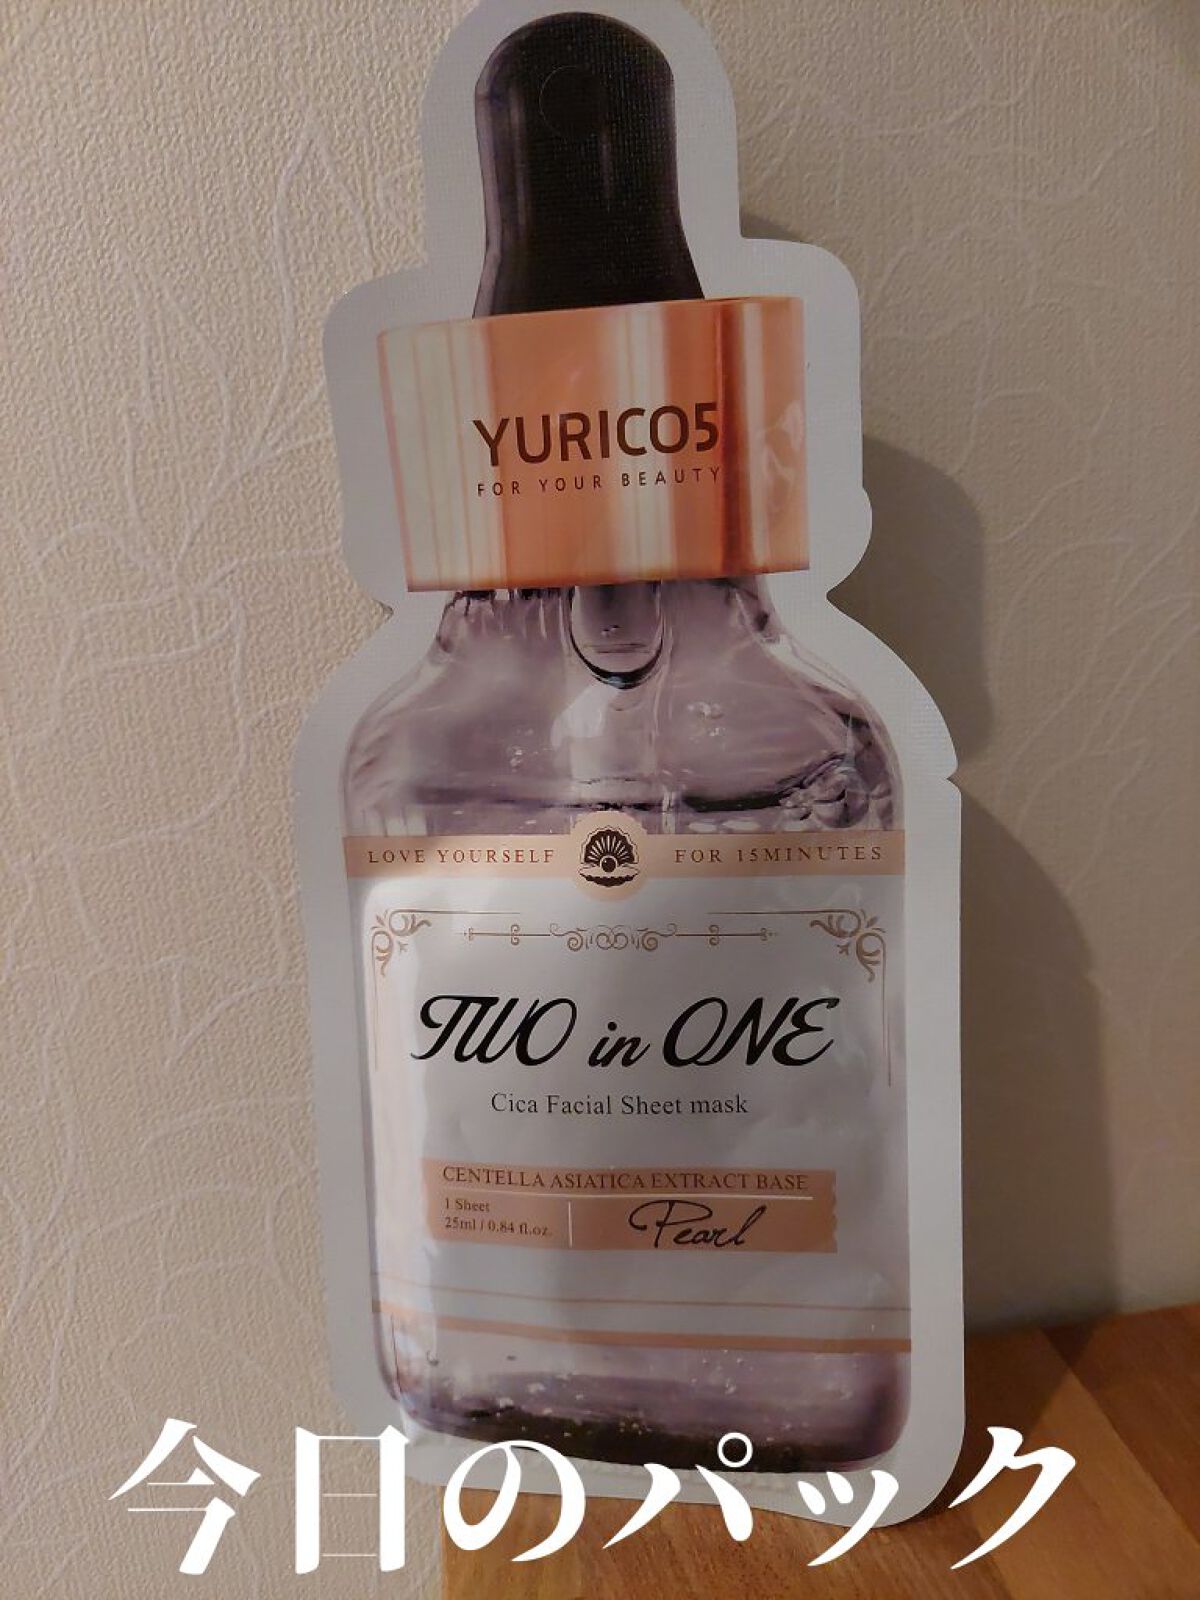 YURICO5
FOR YOUR BEAUTY
LOVE YOURSELF FOR 15MINUTES
TWO in ONE
Cica Facial Sheet mask
CENTELLA ASIATICA EXTRACT BASE
1 Sheet
25ml / 0.84 fl.oz.
Pearl
今日のパック